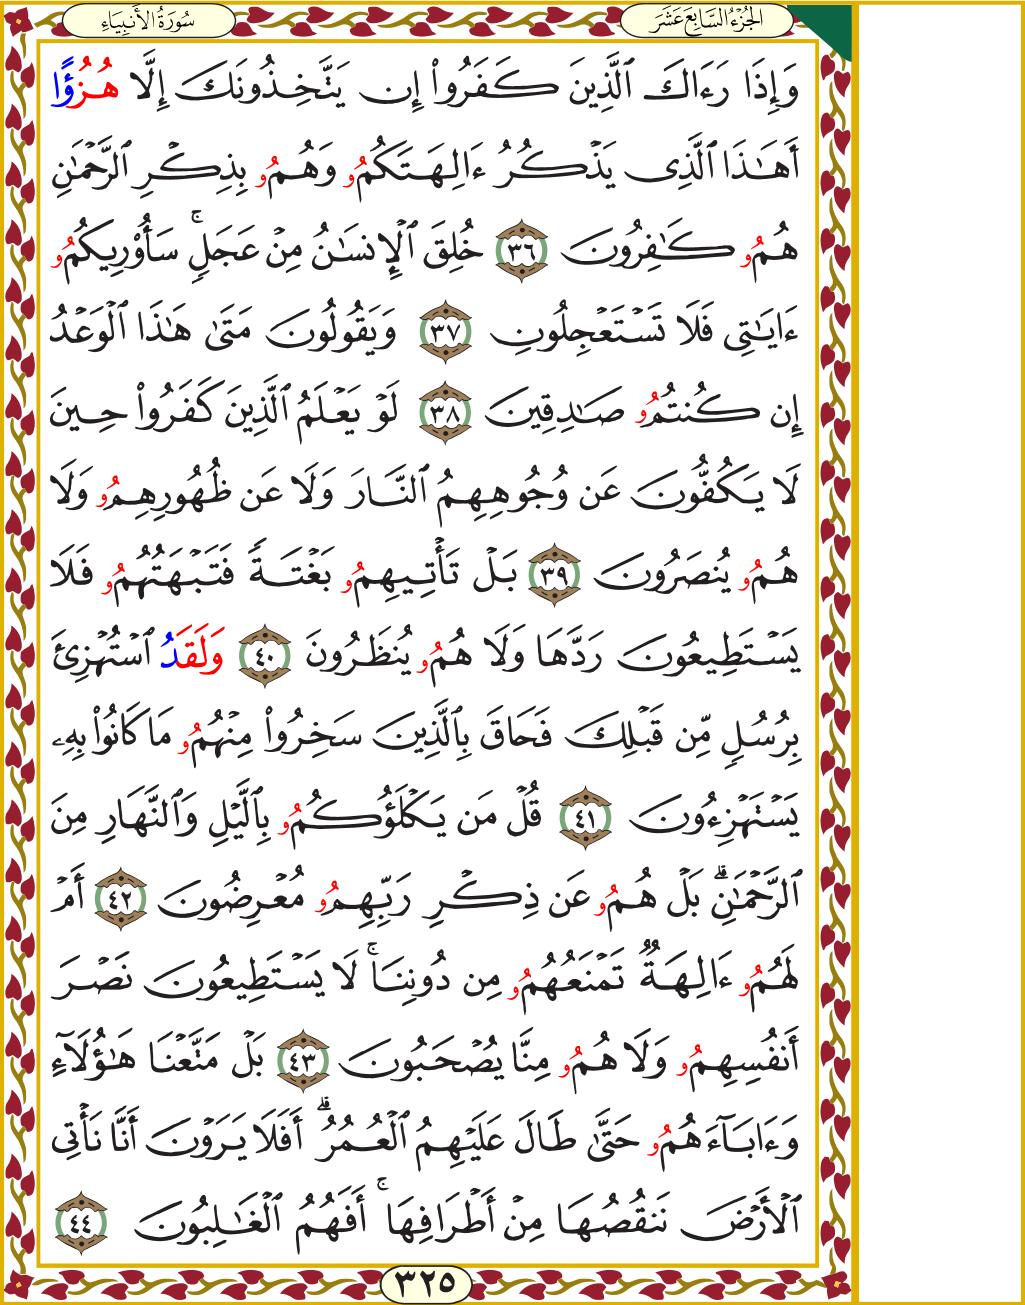 سُورَةُ الأَنبِيَاءِ
الجُزْءُ السَّابِعَ عَشَرَ
وَإِذَا رَءَاكَ ٱلَّذِينَ كَفَرُوا۟ إِن يَتَّخِذُونَكَ إِلَّا هُزُؤًا
أَهَـٰذَا ٱلَّذِى يَذْكُرُ ءَالِهَتَكُمُۥ وَهُمُۥ بِذِكْرِ ٱلرَّحْمَـٰنِ
هُمُۥ كَـٰفِرُونَ ٣٦ خُلِقَ ٱلْإِنسَـٰنُ مِنْ عَجَلٍ ۚ سَأُو۟رِيكُمُۥ
ءَايَـٰتِى فَلَا تَسْتَعْجِلُونِ ٣٧ وَيَقُولُونَ مَتَىٰ هَـٰذَا ٱلْوَعْدُ
إِن كُنتُمُۥ صَـٰدِقِينَ ٣٨ لَوْ يَعْلَمُ ٱلَّذِينَ كَفَرُوا۟ حِينَ
لَا يَكُفُّونَ عَن وُجُوهِهِمُ ٱلنَّارَ وَلَا عَن ظُهُورِهِمُۥ وَلَا
هُمُۥ يُنصَرُونَ ٣٩ بَلْ تَأْتِيهِمُۥ بَغْتَةً فَتَبْهَتُهُمُۥ فَلَا
يَسْتَطِيعُونَ رَدَّهَا وَلَا هُمُۥ يُنظَرُونَ ٤٠ وَلَقَدُ ٱسْتُهْزِئَ
بِرُسُلٍ مِّن قَبْلِكَ فَحَاقَ بِٱلَّذِينَ سَخِرُوا۟ مِنْهُمُۥ مَا كَانُوا۟ بِهِۦ
يَسْتَهْزِءُونَ ٤١ قُلْ مَن يَكْلَؤُكُمُۥ بِٱلَّيْلِ وَٱلنَّهَارِ مِنَ
ٱلرَّحْمَـٰنِ ۗ بَلْ هُمُۥ عَن ذِكْرِ رَبِّهِمُۥ مُعْرِضُونَ ٤٢ أَمْ
لَهُمُۥ ءَالِهَةٌ تَمْنَعُهُمُۥ مِن دُونِنَا ۚ لَا يَسْتَطِيعُونَ نَصْرَ
أَنفُسِهِمُۥ وَلَا هُمُۥ مِنَّا يُصْحَبُونَ ٤٣ بَلْ مَتَّعْنَا هَـٰؤُلَآءِ
وَءَابَآءَهُمُۥ حَتَّىٰ طَالَ عَلَيْهِمُ ٱلْعُمُرُ ۗ أَفَلَا يَرَوْنَ أَنَّا نَأْتِى
ٱلْأَرْضَ نَنقُصُهَا مِنْ أَطْرَافِهَا ۚ أَفَهُمُ ٱلْغَـٰلِبُونَ ٤٤
٣٢٥